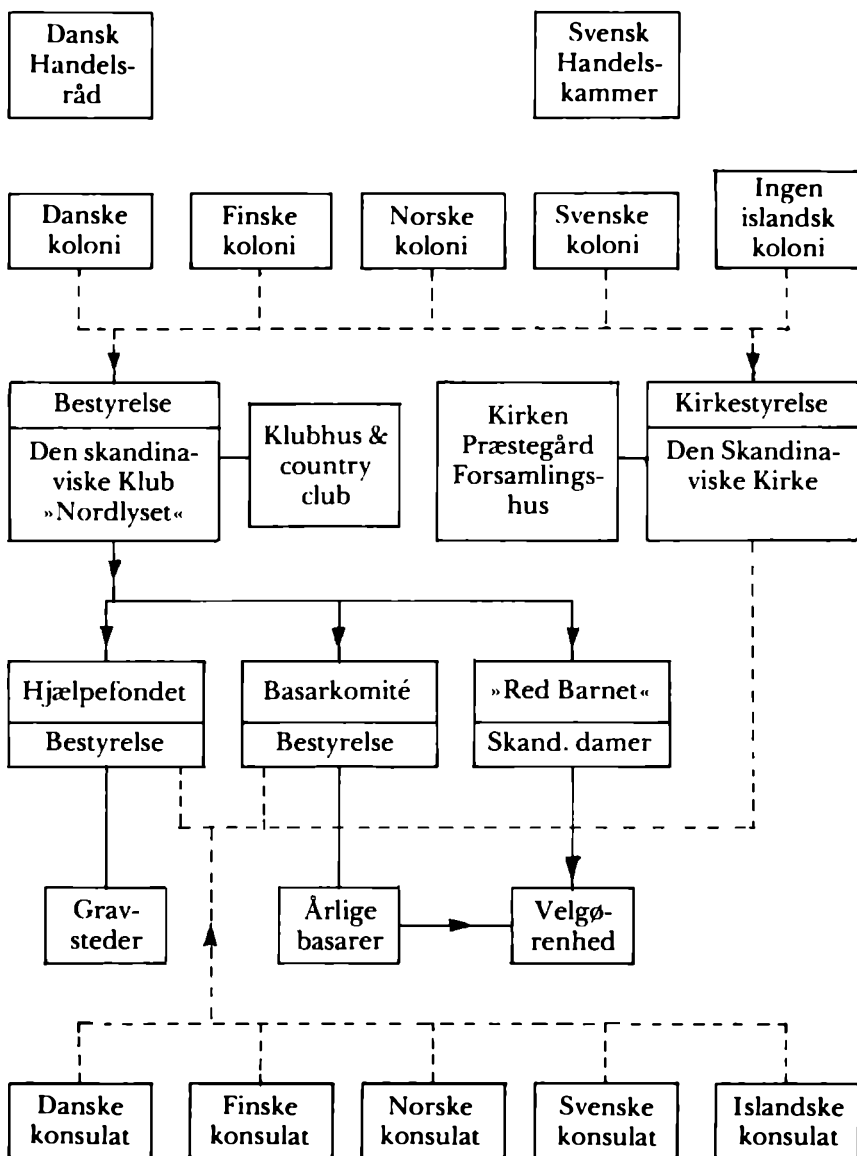 Dansk
Handels-
råd
Svensk
Handels-
kammer
Danske
koloni
Finske
koloni
Norske
koloni
Svenske
koloni
Ingen
islandsk
koloni
Bestyrelse
Den skandina-
viske Klub
»Nordlyset«
Klubhus &
country
club
Kirken
Præstegård
Forsamlings-
hus
Kirkestyrelse
Den Skandina-
viske Kirke
Hjælpefondet
Bestyrelse
Basarkomité
Bestyrelse
»Red Barnet«
Skand. damer
Grav-
steder
Årlige
basarer
Velgø-
renhed
Danske
konsulat
Finske
konsulat
Norske
konsulat
Svenske
konsulat
Islandske
konsulat